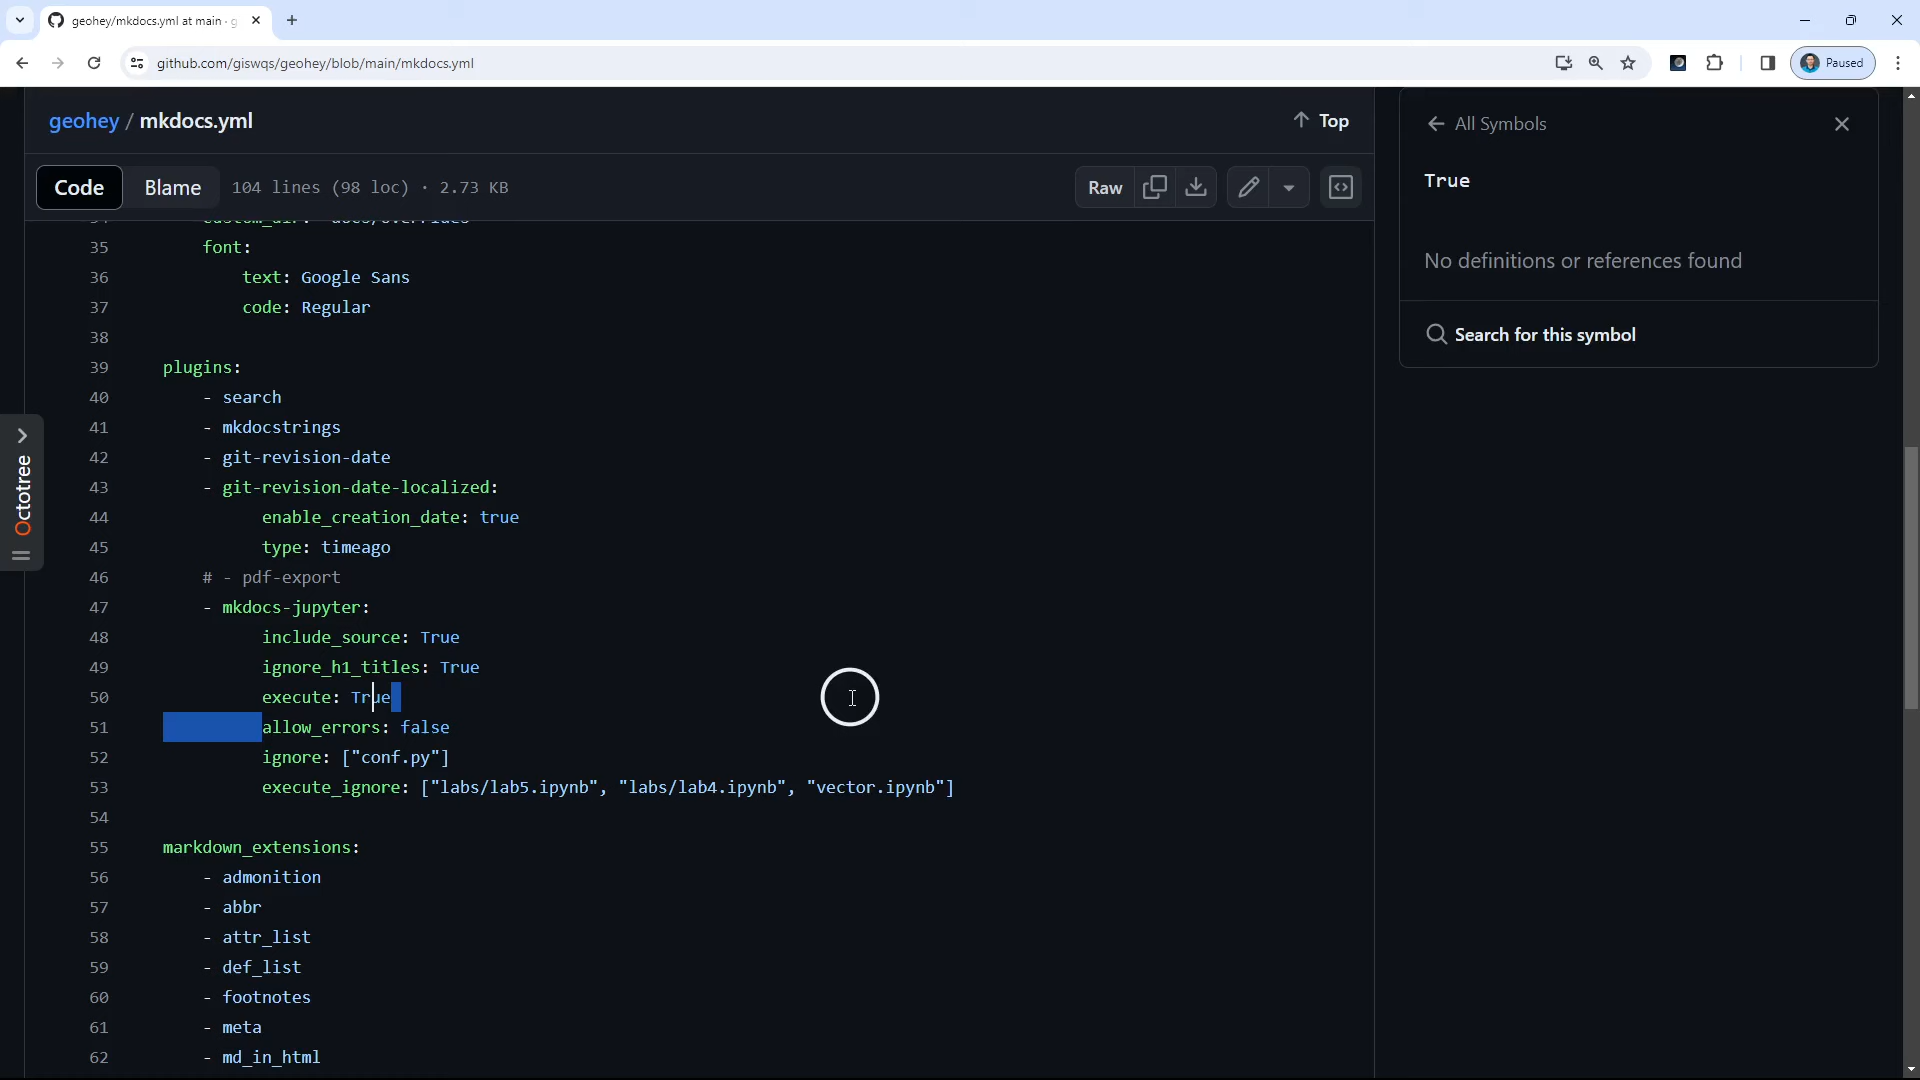 geohey/mkdocs.yml at main · g
github.com/giswqs/geohey/blob/main/mkdocs.yml
Paused
geohey / mkdocs.yml
Top
Code
Blame
104 lines (98 loc) · 2.73 KB
Raw
35 font:
36 text: Google Sans
37 code: Regular
38
39 plugins:
40 - search
41 - mkdocstrings
42 - git-revision-date
43 - git-revision-date-localized:
44 enable_creation_date: true
45 type: timeago
46 # - pdf-export
47 - mkdocs-jupyter:
48 include_source: True
49 ignore_h1_titles: True
50 execute: True
51 allow_errors: false
52 ignore: ["conf.py"]
53 execute_ignore: ["labs/lab5.ipynb", "labs/lab4.ipynb", "vector.ipynb"]
54
55 markdown_extensions:
56 - admonition
57 - abbr
58 - attr_list
59 - def_list
60 - footnotes
61 - meta
62 - md_in_html
Octotree
All Symbols
True
No definitions or references found
Search for this symbol